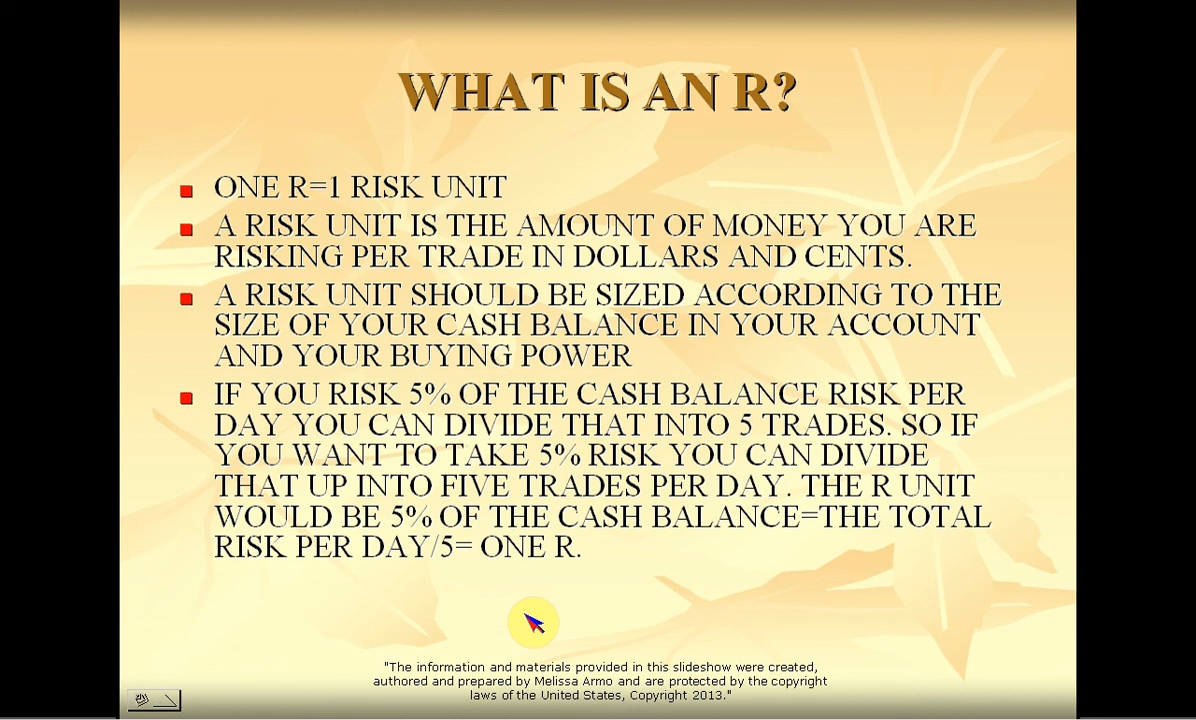 WHAT IS AN R?
ONE R=1 RISK UNIT
A RISK UNIT IS THE AMOUNT OF MONEY YOU ARE
RISKING PER TRADE IN DOLLARS AND CENTS.
A RISK UNIT SHOULD BE SIZED ACCORDING TO THE
SIZE OF YOUR CASH BALANCE IN YOUR ACCOUNT
AND YOUR BUYING POWER
IF YOU RISK 5% OF THE CASH BALANCE RISK PER
DAY YOU CAN DIVIDE THAT INTO 5 TRADES. SO IF
YOU WANT TO TAKE 5% RISK YOU CAN DIVIDE
THAT UP INTO FIVE TRADES PER DAY. THE R UNIT
WOULD BE 5% OF THE CASH BALANCE=THE TOTAL
RISK PER DAY/5= ONE R.
"The information and materials provided in this slideshow were created,
authored and prepared by Melissa Armo and are protected by the copyright
laws of the United States, Copyright 2013."